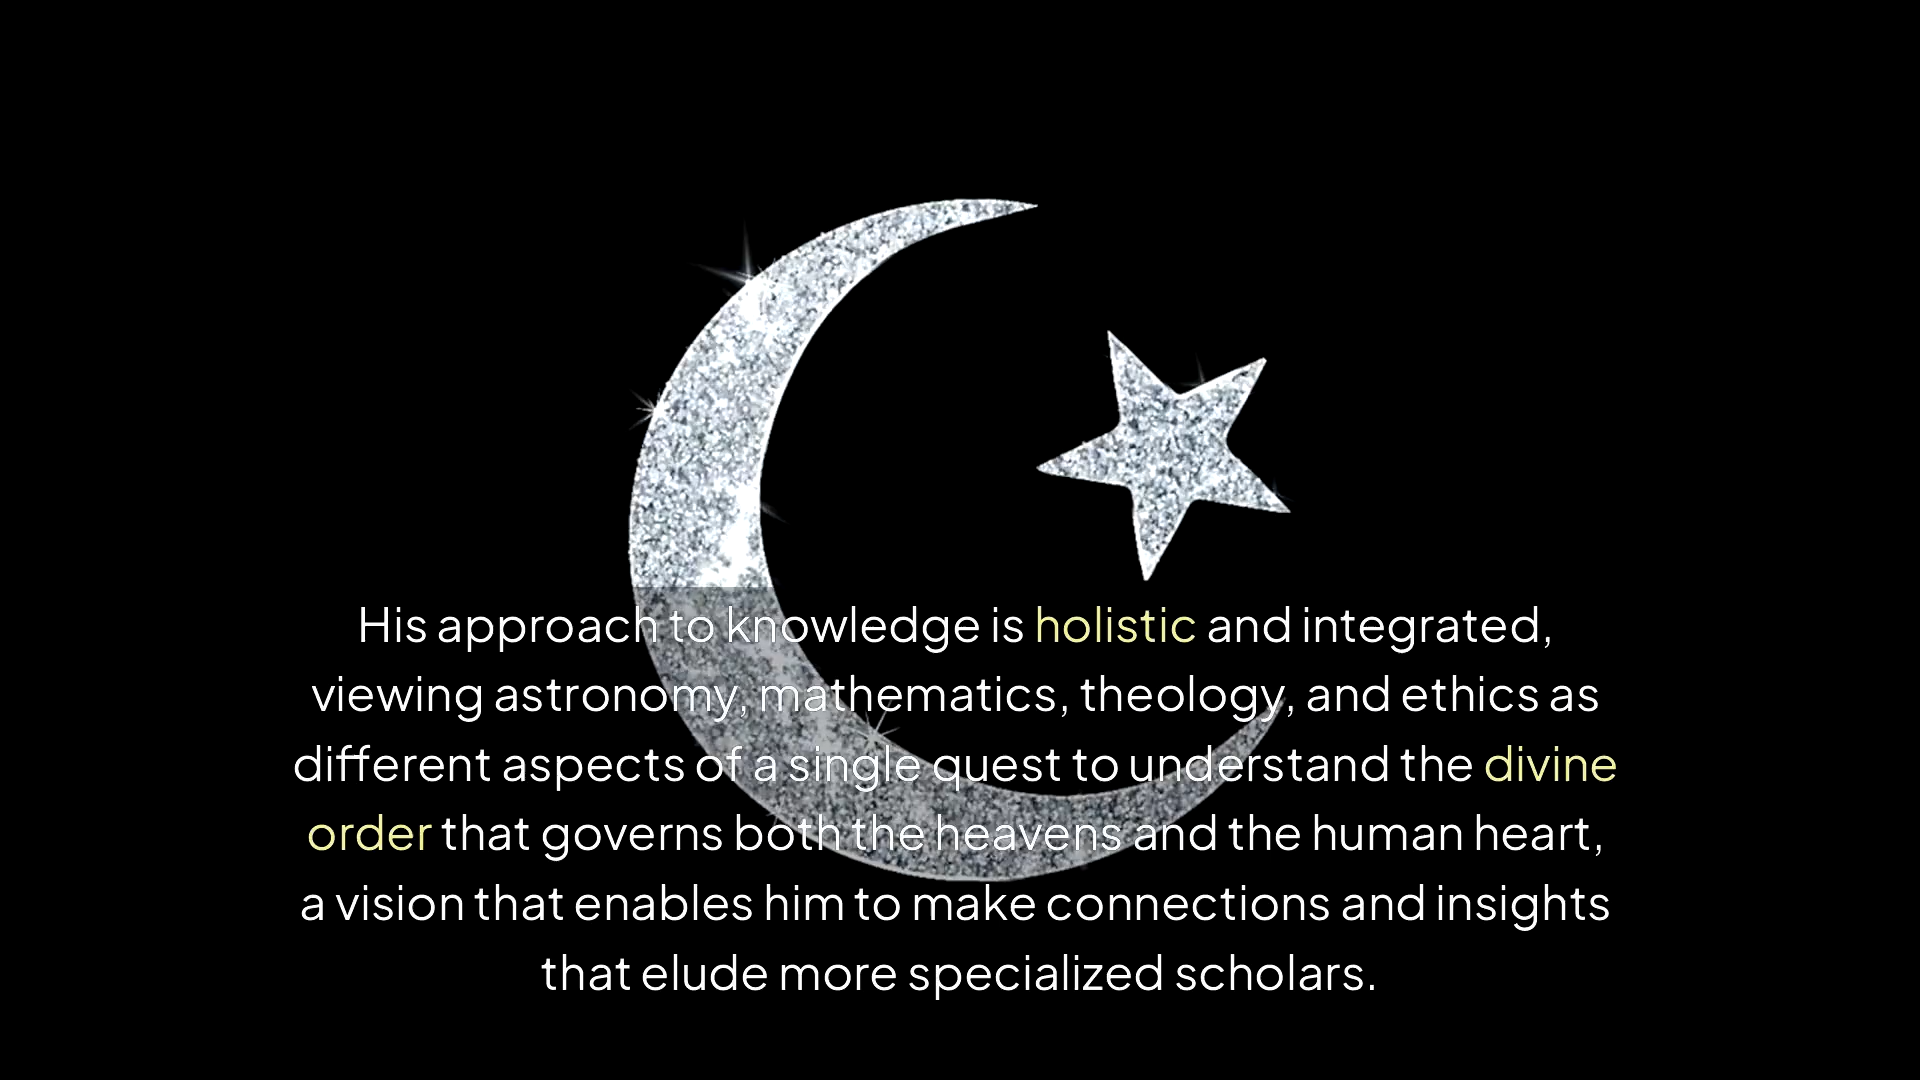 His approach to knowledge is holistic and integrated,
viewing astronomy, mathematics, theology, and ethics as
different aspects of a single quest to understand the divine
order that governs both the heavens and the human heart,
a vision that enables him to make connections and insights
that elude more specialized scholars.